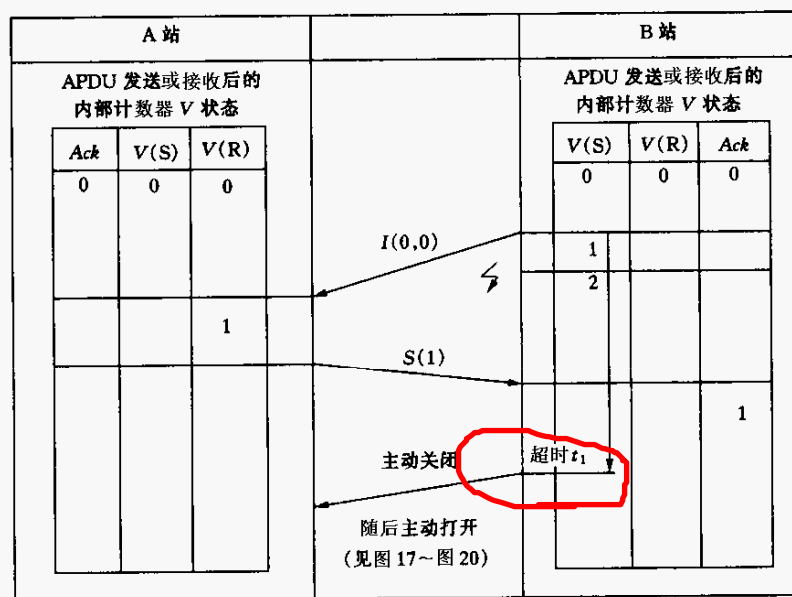 A 站
B 站
APDU 发送或接收后的
内部计数器 V 状态
Ack V(S) V(R)
0 0 0
1
APDU 发送或接收后的
内部计数器 V 状态
V(S) V(R) Ack
0 0 0
1
2
1
I(0,0)
S(1)
超时 t₁
主动关闭
随后主动打开
(见图 17～图 20)